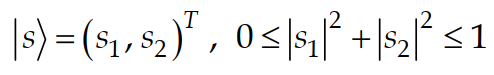 |s⟩ = (s₁, s₂)ᵀ , 0 ≤ |s₁|² + |s₂|² ≤ 1